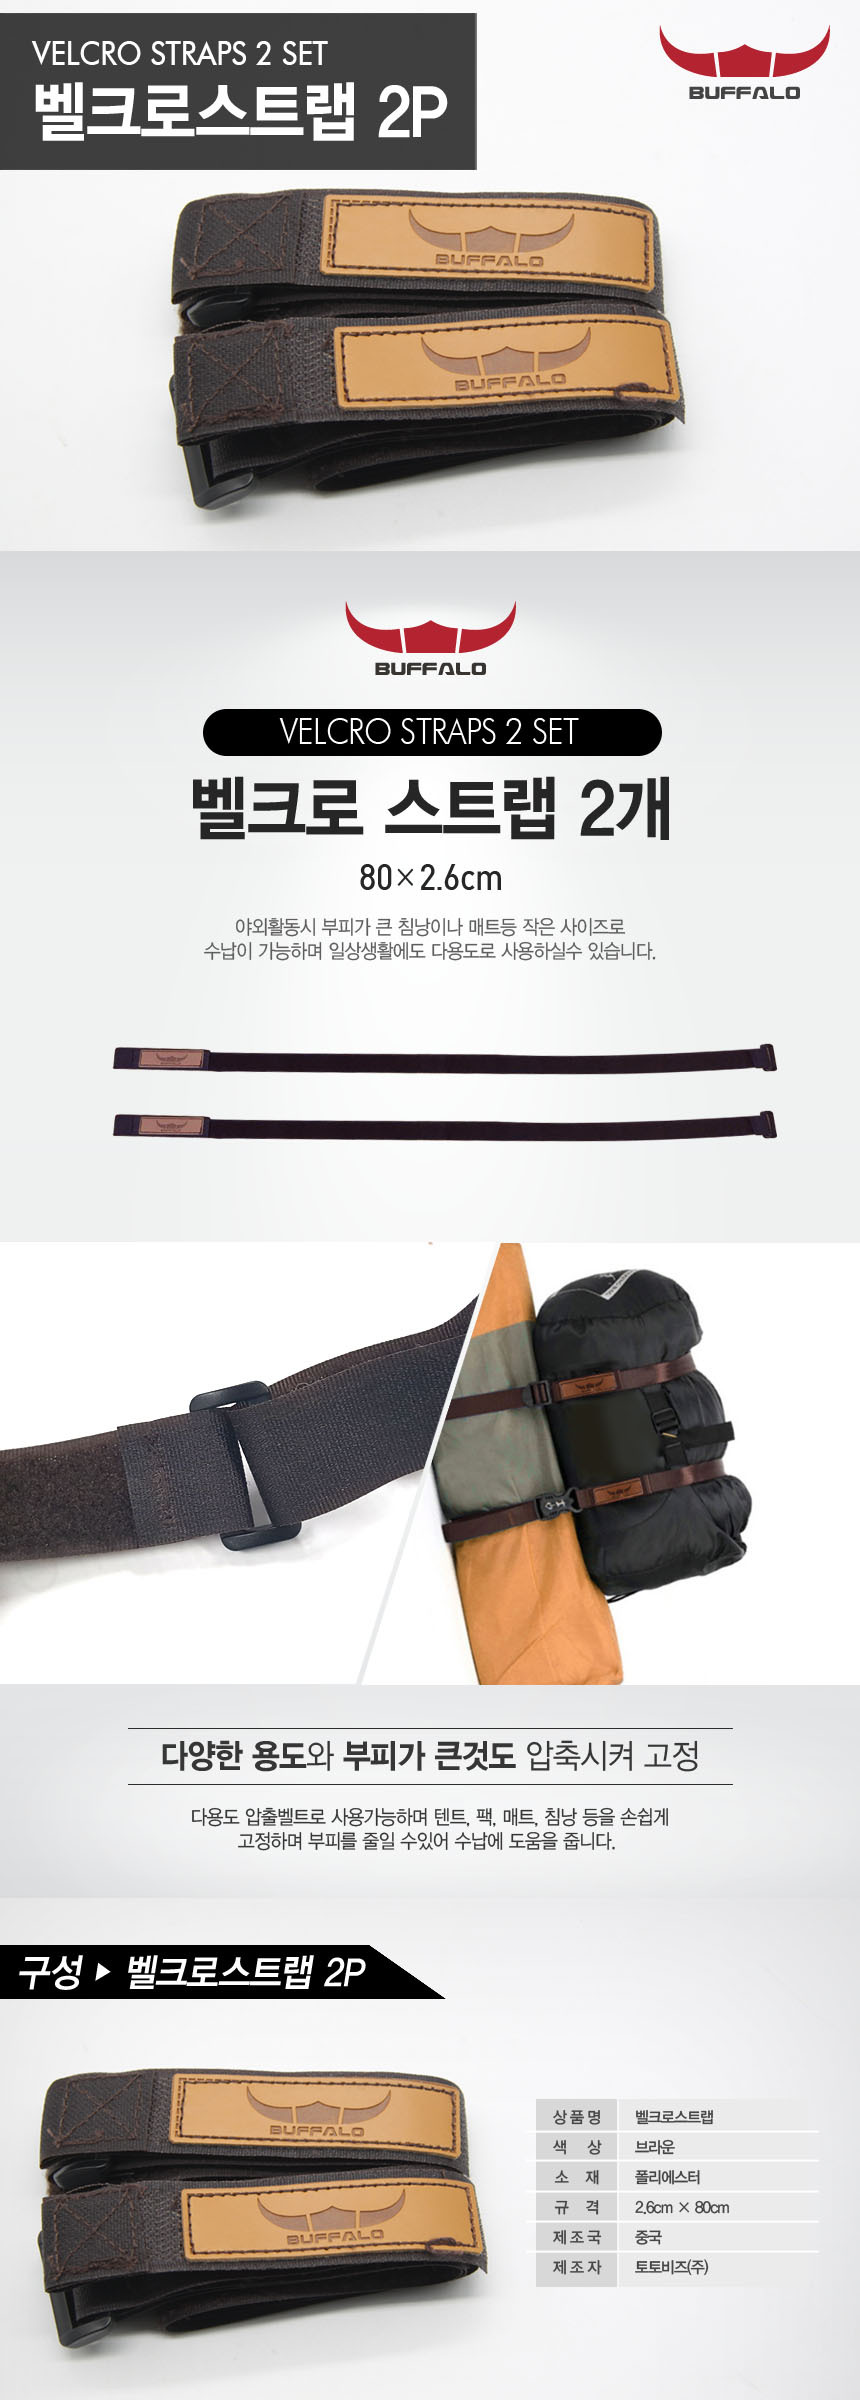 VELCRO STRAPS 2 SET
벨크로스트랩 2P
BUFFALO
BUFFALO
BUFFALO
BUFFALO
VELCRO STRAPS 2 SET
벨크로 스트랩 2개
80×2.6cm
야외활동시 부피가 큰 침낭이나 매트등 작은 사이즈로
수납이 가능하며 일상생활에도 다용도로 사용하실수 있습니다.
다양한 용도와 부피가 큰것도 압축시켜 고정
다용도 압출벨트로 사용가능하며 텐트, 팩, 매트, 침낭 등을 손쉽게
고정하며 부피를 줄일 수있어 수납에 도움을 줍니다.
구성 ▶ 벨크로스트랩 2P
BUFFALO
BUFFALO
상품명 벨크로스트랩
색 상 브라운
소 재 폴리에스터
규 격 2.6cm × 80cm
제조국 중국
제조자 토토비즈(주)